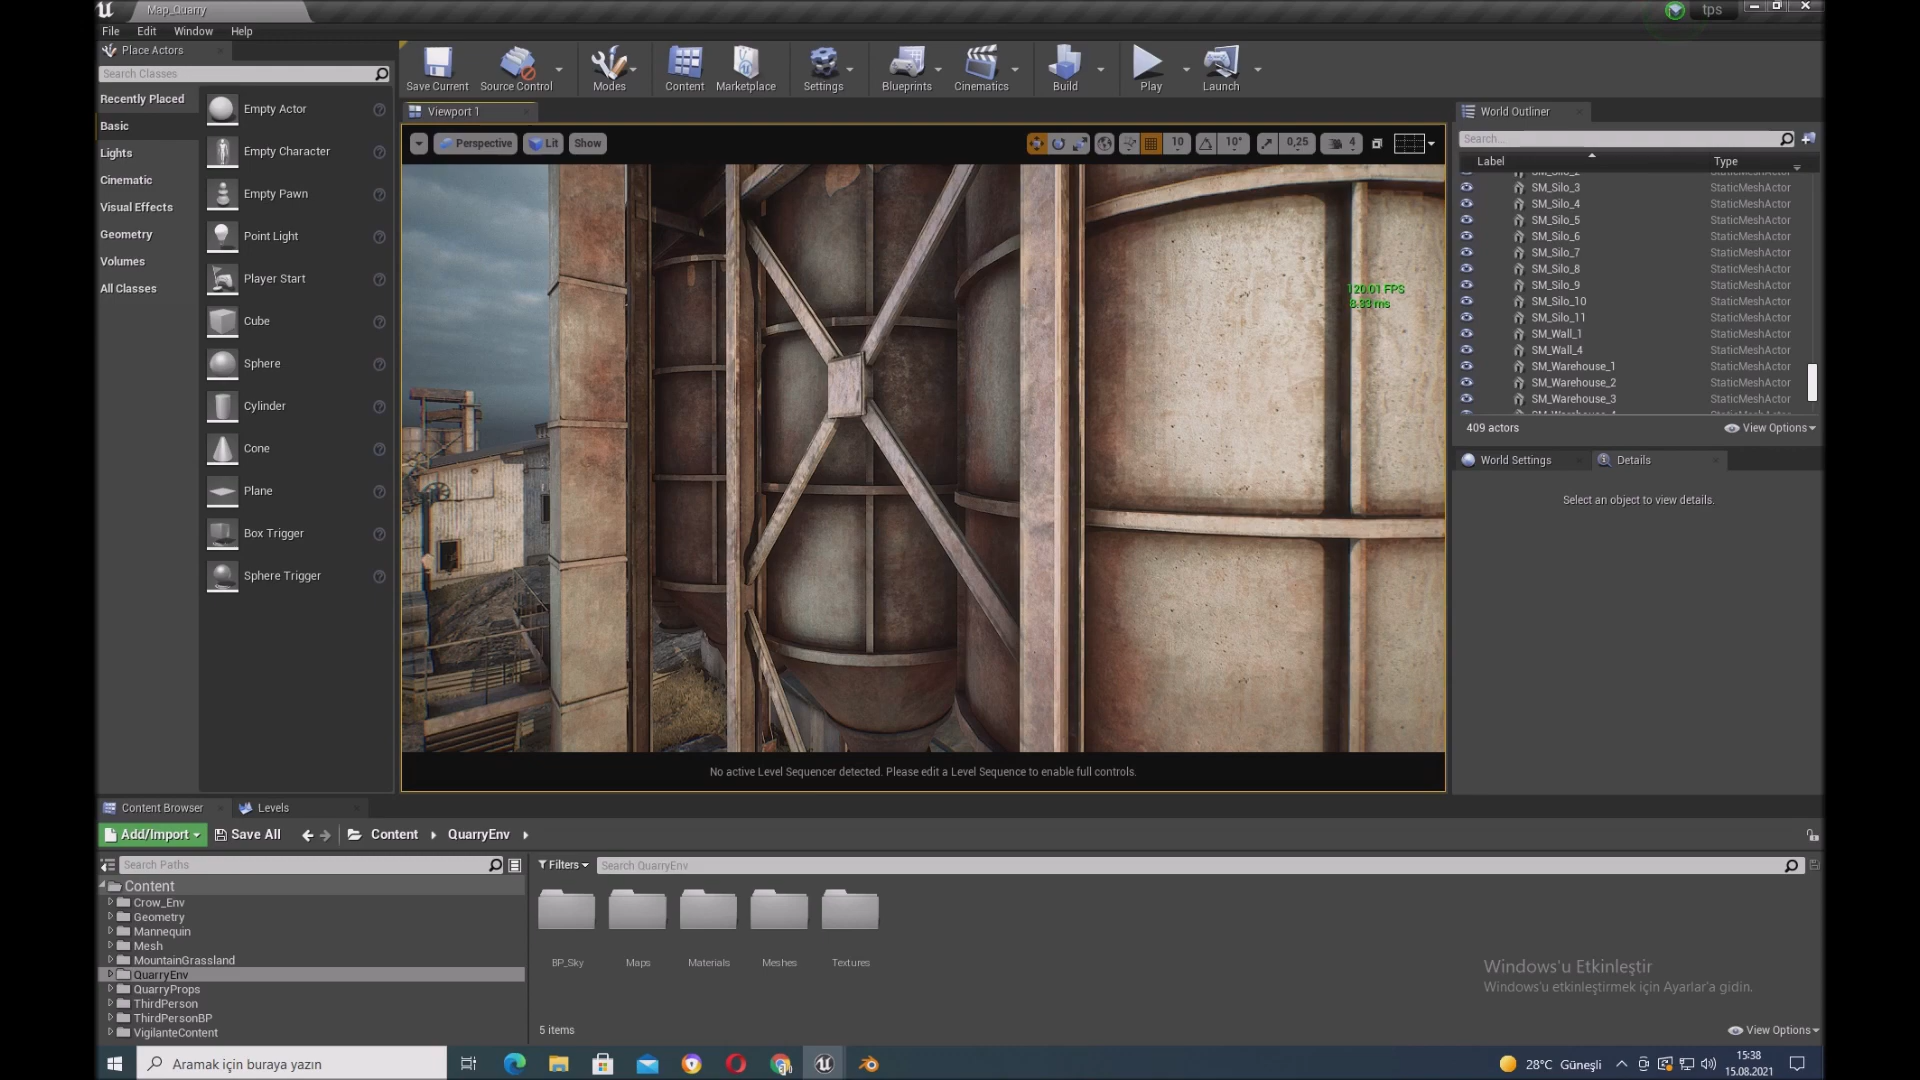 Map_Quarry
tps
File Edit Window Help
Place Actors
Search Classes
Recently Placed
Basic
Lights
Cinematic
Visual Effects
Geometry
Volumes
All Classes
Empty Actor
Empty Character
Empty Pawn
Point Light
Player Start
Cube
Sphere
Cylinder
Cone
Plane
Box Trigger
Sphere Trigger
Save Current
Source Control
Modes
Content
Marketplace
Settings
Blueprints
Cinematics
Build
Play
Launch
Viewport 1
Perspective
Lit
Show
10
10°
0,25
4
120.01 FPS
8.33 ms
No active Level Sequencer detected. Please edit a Level Sequence to enable full controls.
World Outliner
Search...
Label Type
SM_Silo_2 StaticMeshActor
SM_Silo_3 StaticMeshActor
SM_Silo_4 StaticMeshActor
SM_Silo_5 StaticMeshActor
SM_Silo_6 StaticMeshActor
SM_Silo_7 StaticMeshActor
SM_Silo_8 StaticMeshActor
SM_Silo_9 StaticMeshActor
SM_Silo_10 StaticMeshActor
SM_Silo_11 StaticMeshActor
SM_Wall_1 StaticMeshActor
SM_Wall_4 StaticMeshActor
SM_Warehouse_1 StaticMeshActor
SM_Warehouse_2 StaticMeshActor
SM_Warehouse_3 StaticMeshActor
SM_Warehouse_4 StaticMeshActor
409 actors
View Options
World Settings
Details
Select an object to view details.
Content Browser
Levels
Add/Import
Save All
Content
QuarryEnv
Search Paths
Content
Crow_Env
Geometry
Mannequin
Mesh
MountainGrassland
QuarryEnv
QuarryProps
ThirdPerson
ThirdPersonBP
VigilanteContent
Filters
Search QuarryEnv
BP_Sky
Maps
Materials
Meshes
Textures
5 items
View Options
Windows'u Etkinleştir
Windows'u etkinleştirmek için Ayarlar'a gidin.
Aramak için buraya yazın
28°C Güneşli
15:38
15.08.2021